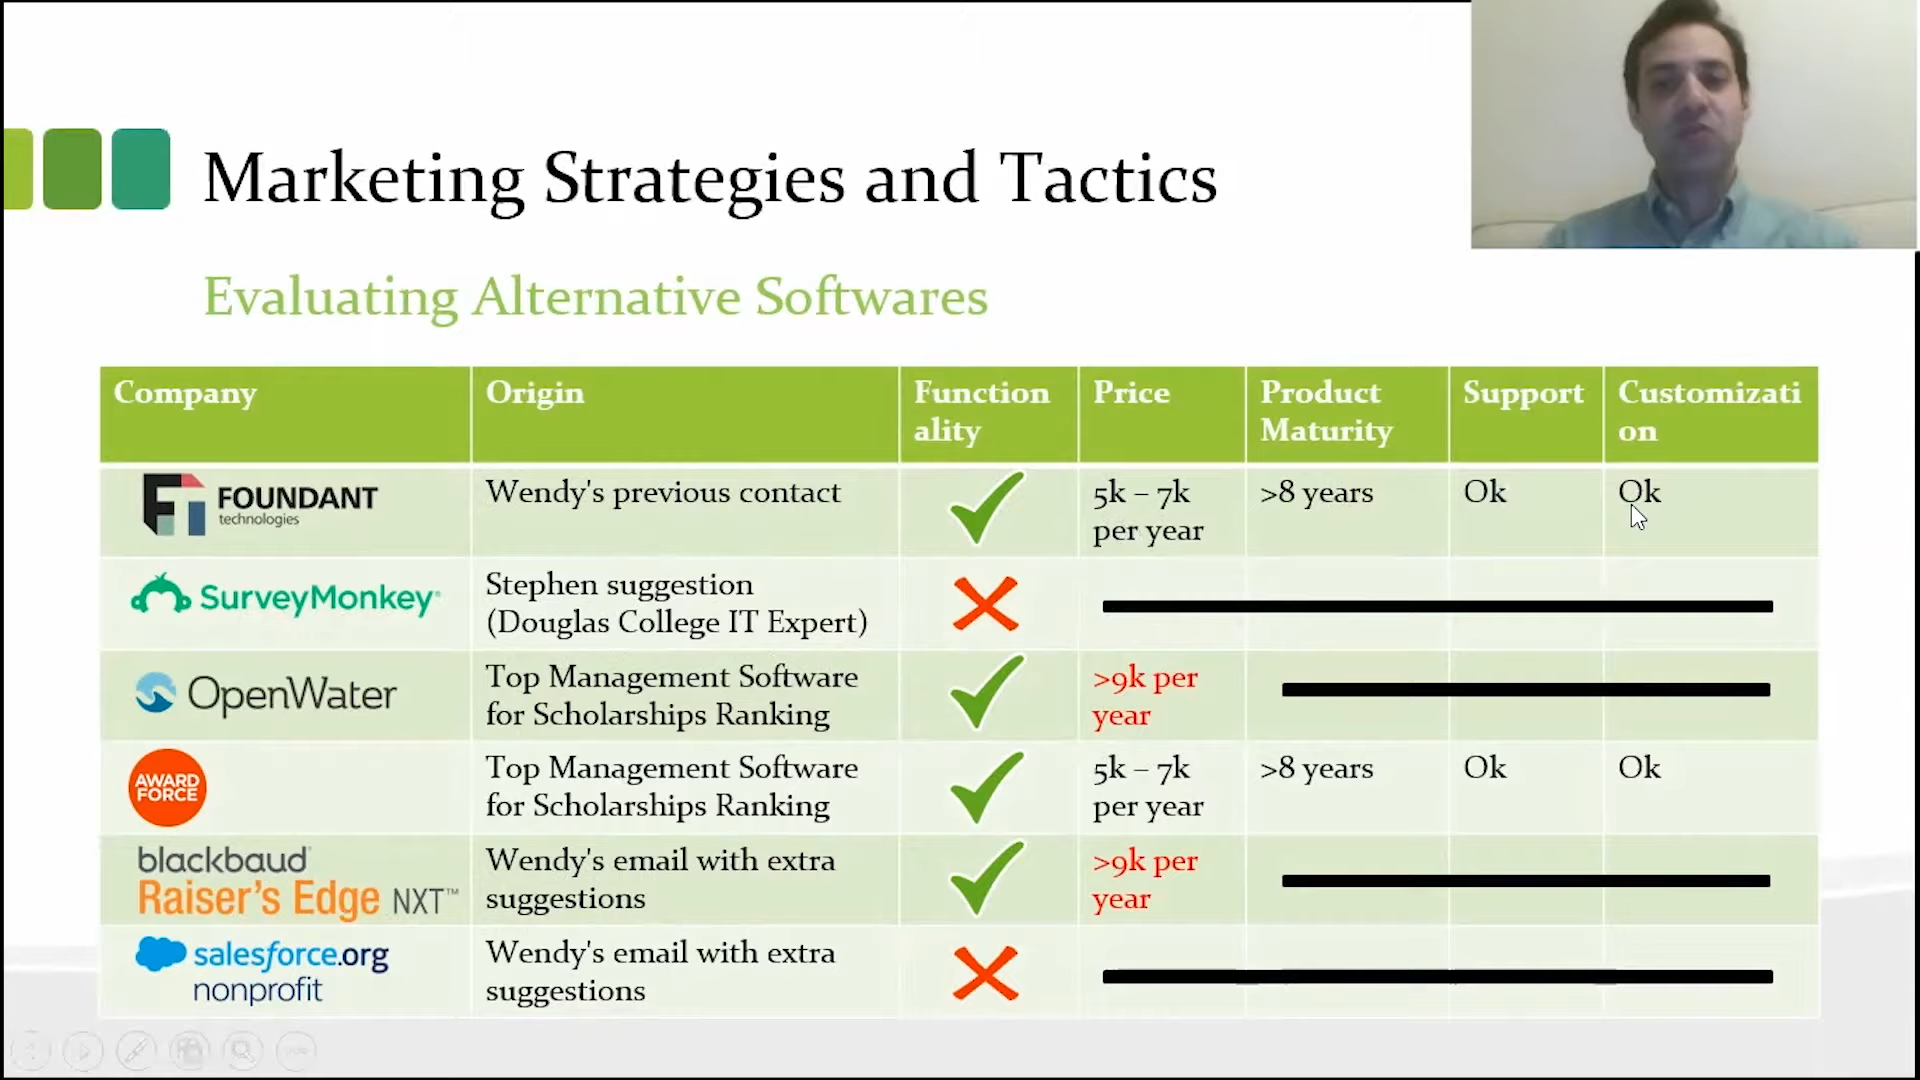 Marketing Strategies and Tactics
Evaluating Alternative Softwares
Company Origin Function Price Product Support Customizati
ality Maturity on
FOUNDANT Wendy's previous contact 5k – 7k >8 years Ok Ok
technologies per year
SurveyMonkey® Stephen suggestion
(Douglas College IT Expert)
OpenWater Top Management Software >9k per
for Scholarships Ranking year
AWARD Top Management Software 5k – 7k >8 years Ok Ok
FORCE for Scholarships Ranking per year
blackbaud® Wendy's email with extra >9k per
Raiser's Edge NXT™ suggestions year
salesforce.org Wendy's email with extra
nonprofit suggestions